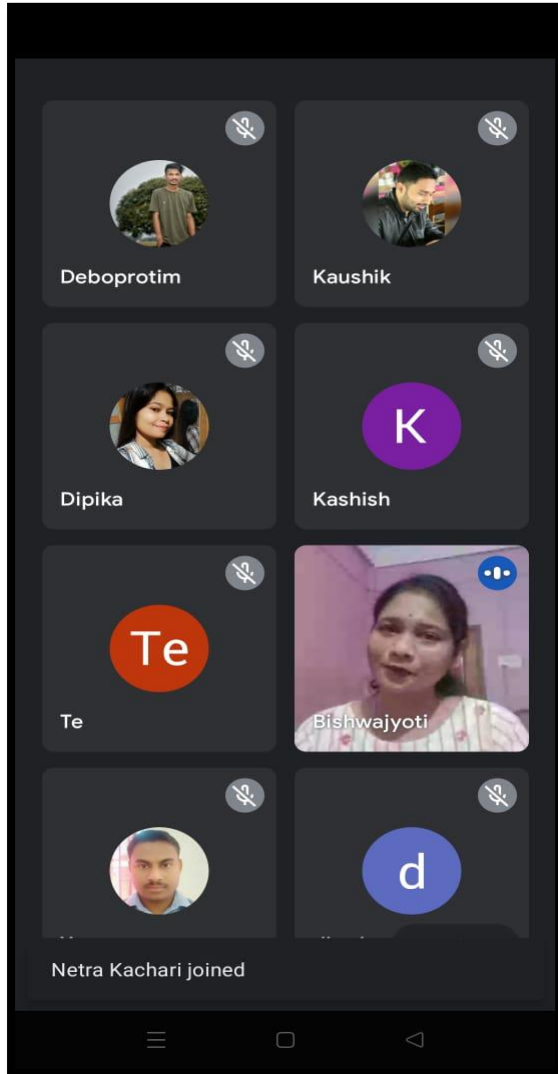 Deboprotim
Kaushik
Dipika
K
Kashish
Te
Te
Bishwajyoti
d
Netra Kachari joined